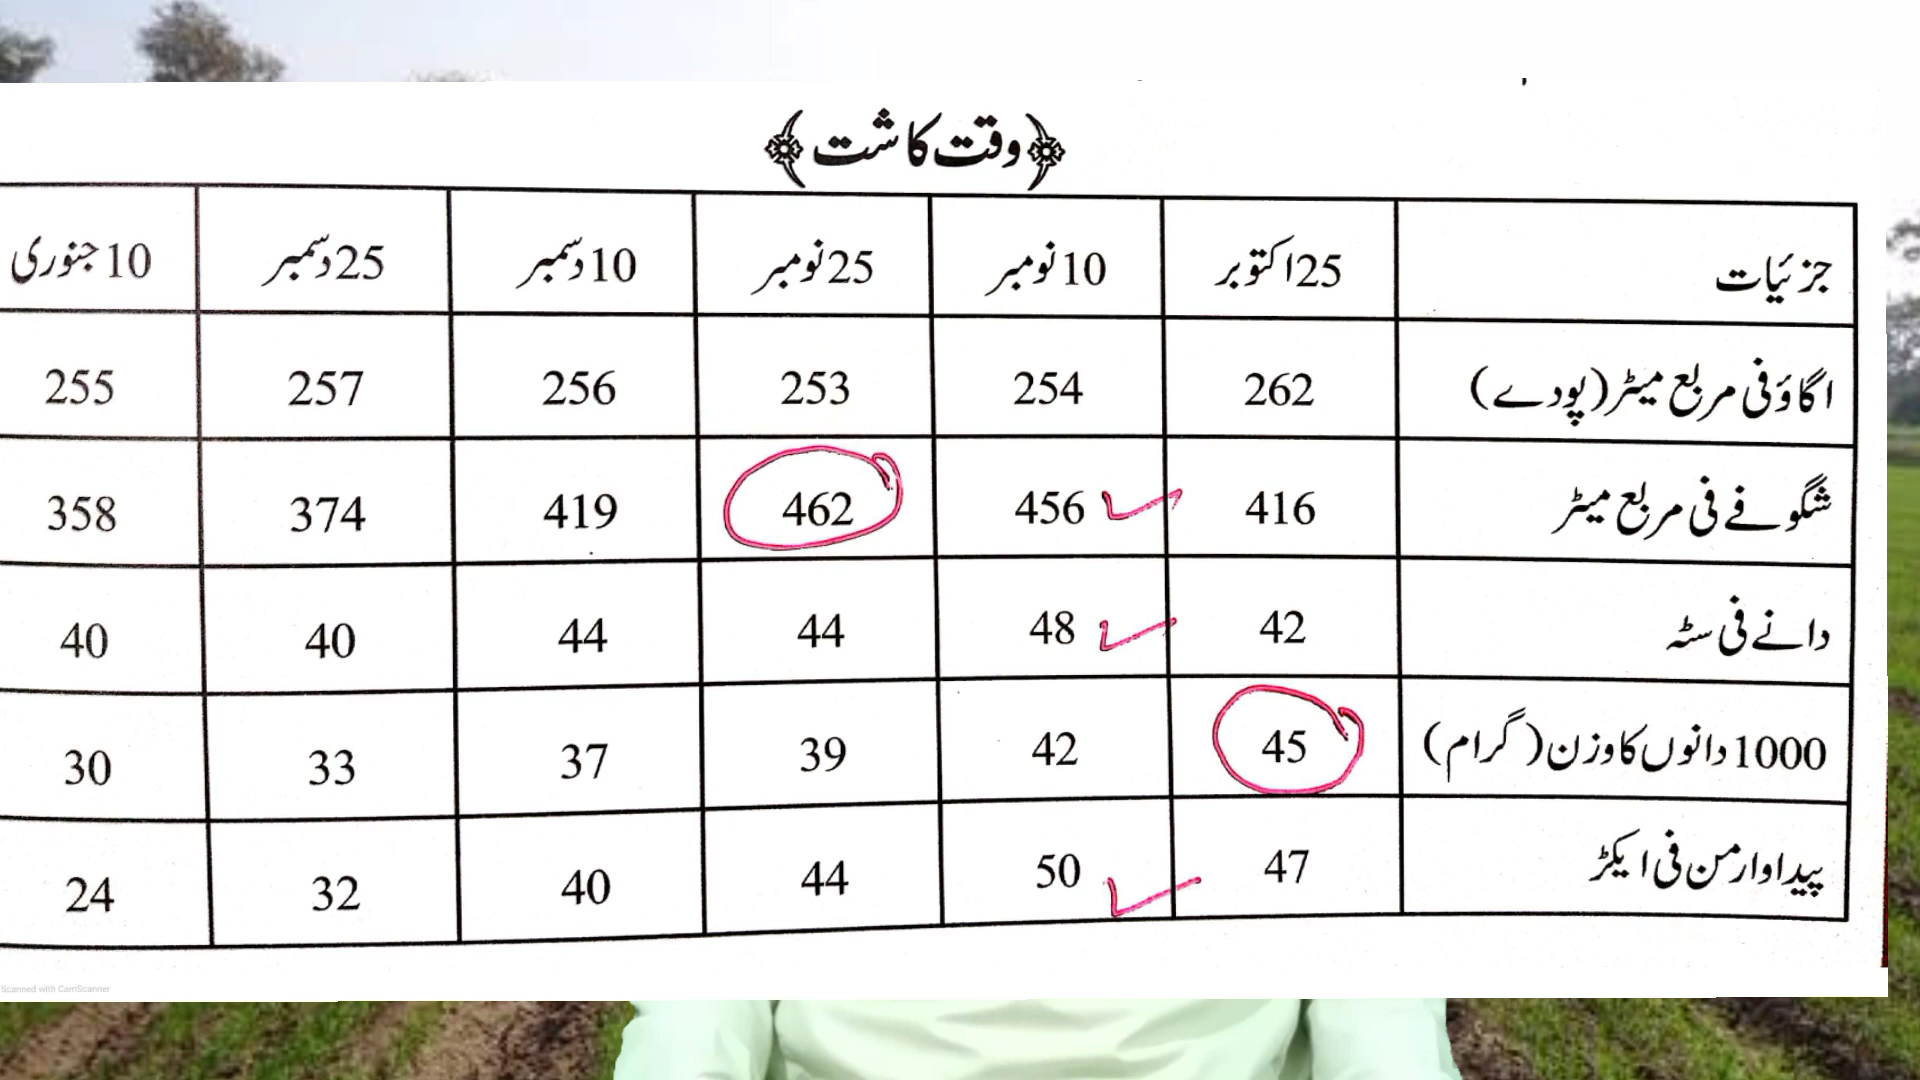 وقت کاشت
جزئیات 25 اکتوبر 10 نومبر 25 نومبر 10 دسمبر 25 دسمبر 10 جنوری
اگاؤ فی مربع میٹر (پودے) 262 254 253 256 257 255
شگوفے فی مربع میٹر 416 456 462 419 374 358
دانے فی سٹہ 42 48 44 44 40 40
1000 دانوں کا وزن (گرام) 45 42 39 37 33 30
پیداوار من فی ایکڑ 47 50 44 40 32 24
Scanned with CamScanner